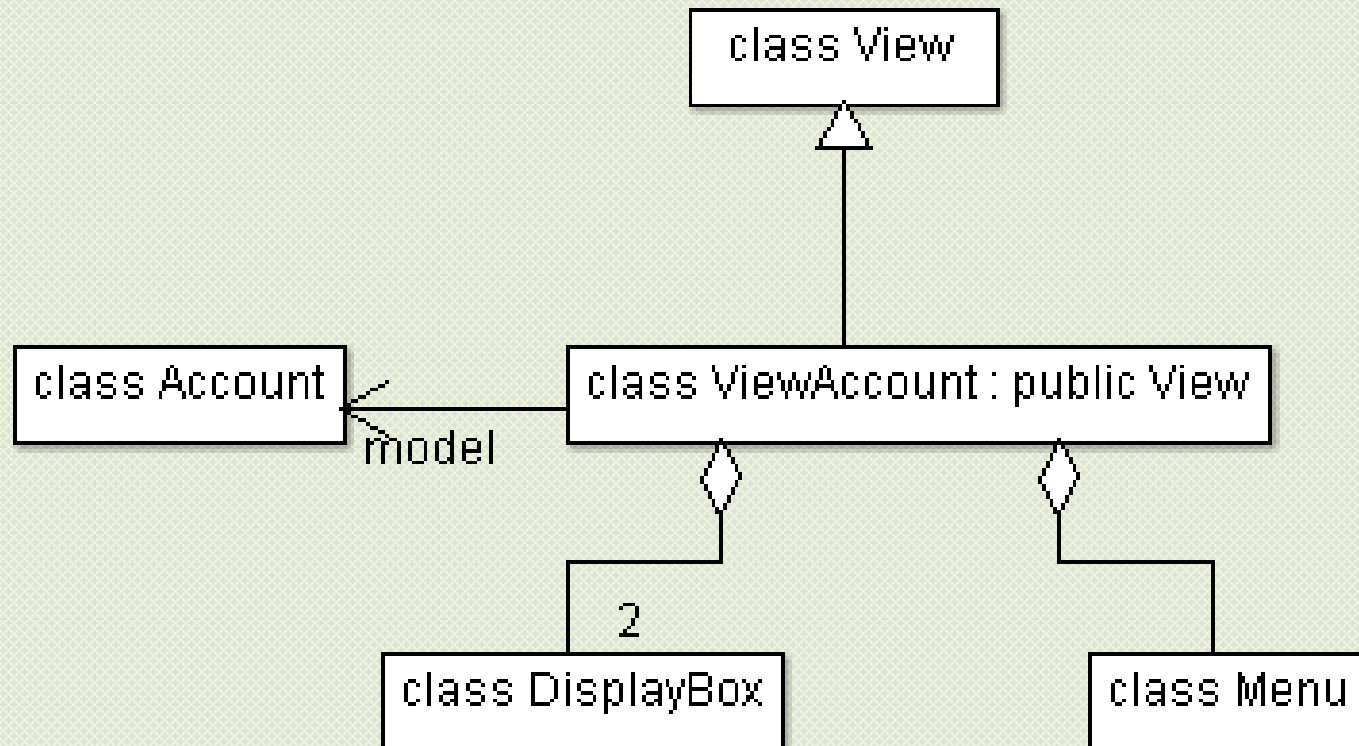 class View
class Account
class ViewAccount : public View
model
2
class DisplayBox
class Menu